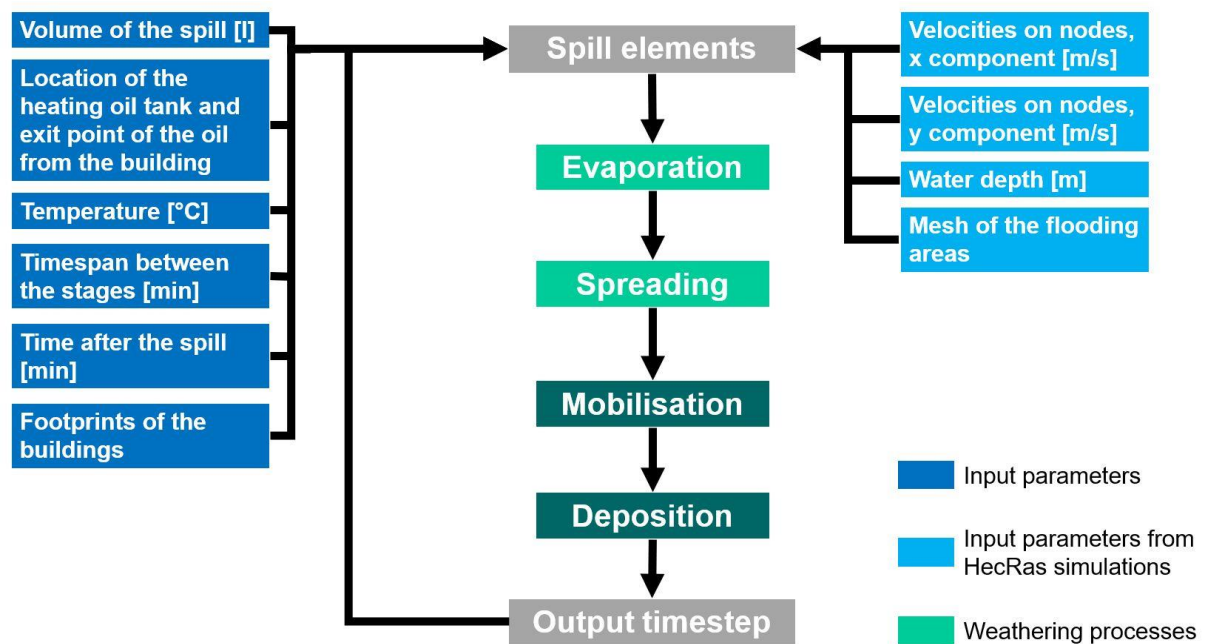 Volume of the spill [l]
Location of the
heating oil tank and
exit point of the oil
from the building
Temperature [°C]
Timespan between
the stages [min]
Time after the spill
[min]
Footprints of the
buildings
Spill elements
Evaporation
Spreading
Mobilisation
Deposition
Output timestep
Velocities on nodes,
x component [m/s]
Velocities on nodes,
y component [m/s]
Water depth [m]
Mesh of the flooding
areas
Input parameters
Input parameters from
HecRas simulations
Weathering processes